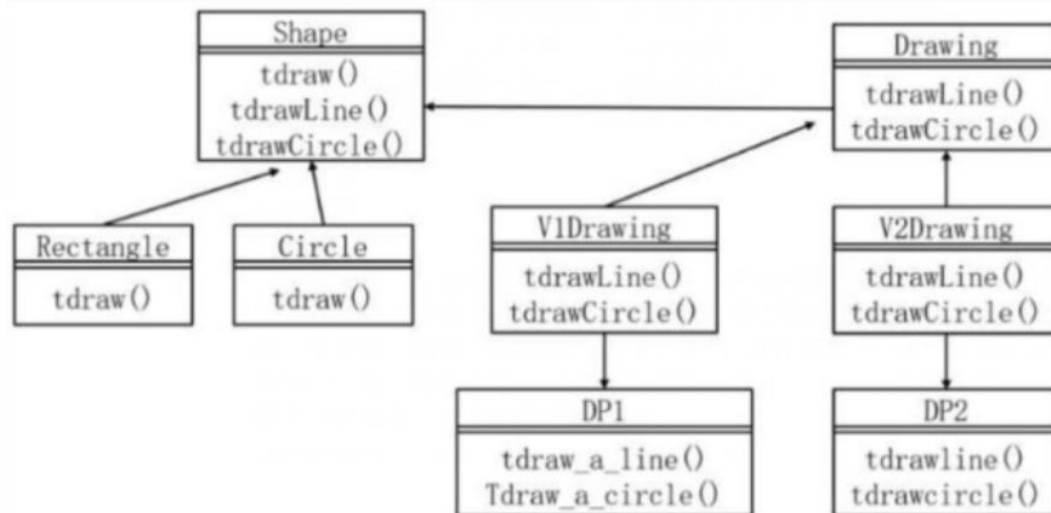 Shape
tdraw()
tdrawLine()
tdrawCircle()
Drawing
tdrawLine()
tdrawCircle()
Rectangle
tdraw()
Circle
tdraw()
V1Drawing
tdrawLine()
tdrawCircle()
V2Drawing
tdrawLine()
tdrawCircle()
DP1
tdraw_a_line()
Tdraw_a_circle()
DP2
tdrawline()
tdrawcircle()